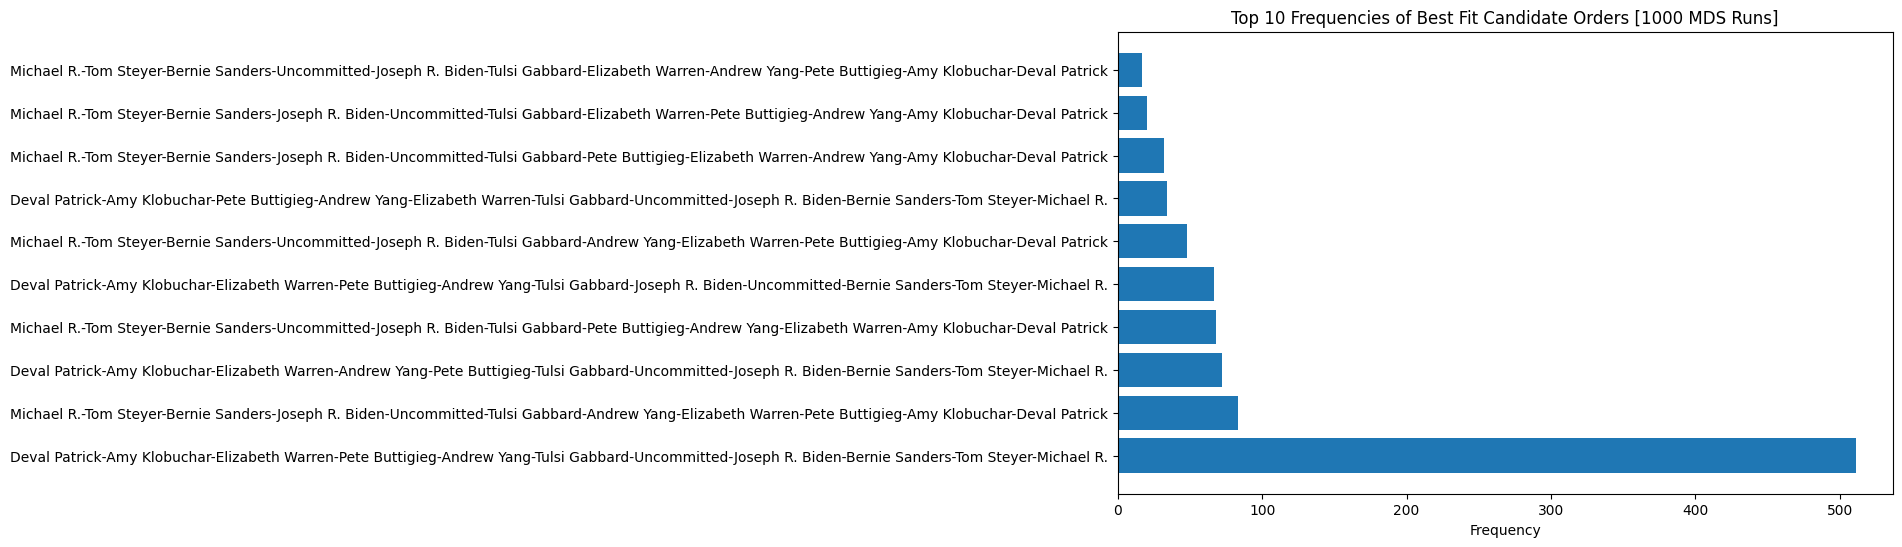 Top 10 Frequencies of Best Fit Candidate Orders [1000 MDS Runs]
Michael R.-Tom Steyer-Bernie Sanders-Uncommitted-Joseph R. Biden-Tulsi Gabbard-Elizabeth Warren-Andrew Yang-Pete Buttigieg-Amy Klobuchar-Deval Patrick
Michael R.-Tom Steyer-Bernie Sanders-Joseph R. Biden-Uncommitted-Tulsi Gabbard-Elizabeth Warren-Pete Buttigieg-Andrew Yang-Amy Klobuchar-Deval Patrick
Michael R.-Tom Steyer-Bernie Sanders-Joseph R. Biden-Uncommitted-Tulsi Gabbard-Pete Buttigieg-Elizabeth Warren-Andrew Yang-Amy Klobuchar-Deval Patrick
Deval Patrick-Amy Klobuchar-Pete Buttigieg-Andrew Yang-Elizabeth Warren-Tulsi Gabbard-Uncommitted-Joseph R. Biden-Bernie Sanders-Tom Steyer-Michael R.
Michael R.-Tom Steyer-Bernie Sanders-Uncommitted-Joseph R. Biden-Tulsi Gabbard-Andrew Yang-Elizabeth Warren-Pete Buttigieg-Amy Klobuchar-Deval Patrick
Deval Patrick-Amy Klobuchar-Elizabeth Warren-Pete Buttigieg-Andrew Yang-Tulsi Gabbard-Joseph R. Biden-Uncommitted-Bernie Sanders-Tom Steyer-Michael R.
Michael R.-Tom Steyer-Bernie Sanders-Uncommitted-Joseph R. Biden-Tulsi Gabbard-Pete Buttigieg-Andrew Yang-Elizabeth Warren-Amy Klobuchar-Deval Patrick
Deval Patrick-Amy Klobuchar-Elizabeth Warren-Andrew Yang-Pete Buttigieg-Tulsi Gabbard-Uncommitted-Joseph R. Biden-Bernie Sanders-Tom Steyer-Michael R.
Michael R.-Tom Steyer-Bernie Sanders-Joseph R. Biden-Uncommitted-Tulsi Gabbard-Andrew Yang-Elizabeth Warren-Pete Buttigieg-Amy Klobuchar-Deval Patrick
Deval Patrick-Amy Klobuchar-Elizabeth Warren-Pete Buttigieg-Andrew Yang-Tulsi Gabbard-Uncommitted-Joseph R. Biden-Bernie Sanders-Tom Steyer-Michael R.
0 100 200 300 400 500
Frequency